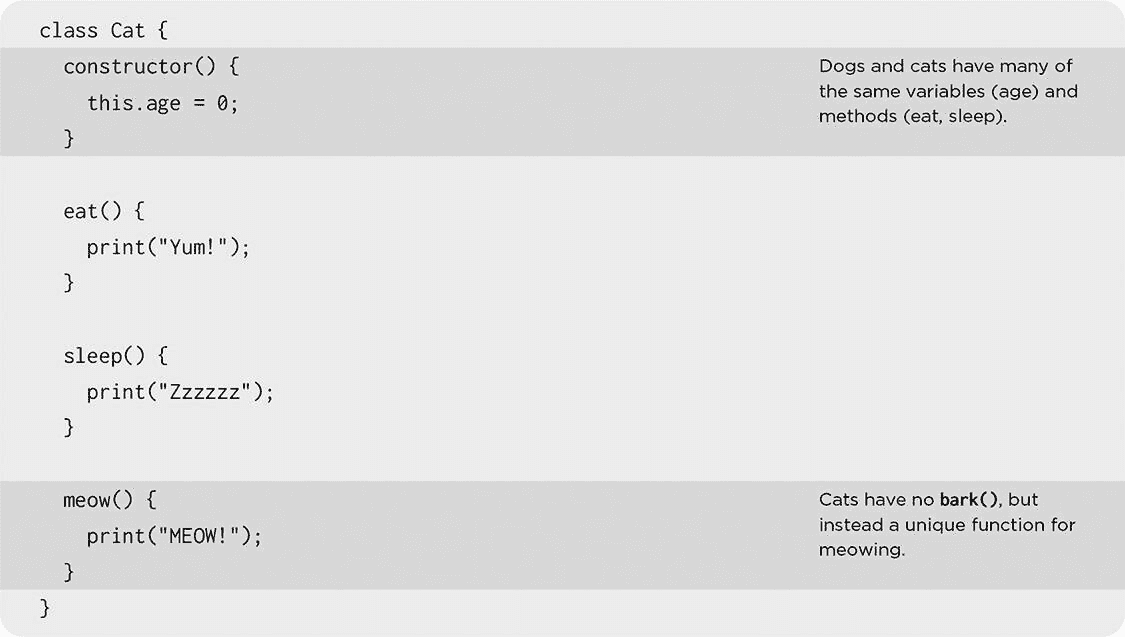 class Cat {
constructor() {
this.age = 0;
}
eat() {
print("Yum!");
}
sleep() {
print("Zzzzzz");
}
meow() {
print("MEOW!");
}
}
Dogs and cats have many of
the same variables (age) and
methods (eat, sleep).
Cats have no bark(), but
instead a unique function for
meowing.